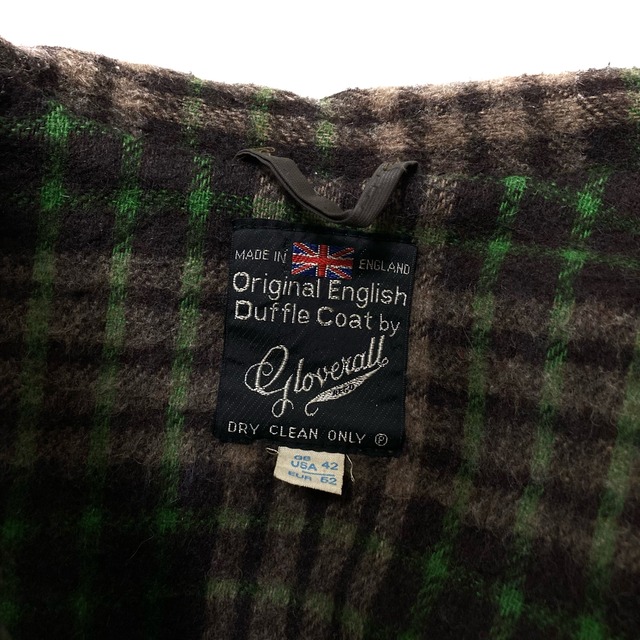 MADE IN ENGLAND
Original English
Duffle Coat by
Gloverall
DRY CLEAN ONLY Ⓟ
GB
USA 42
EUR 52